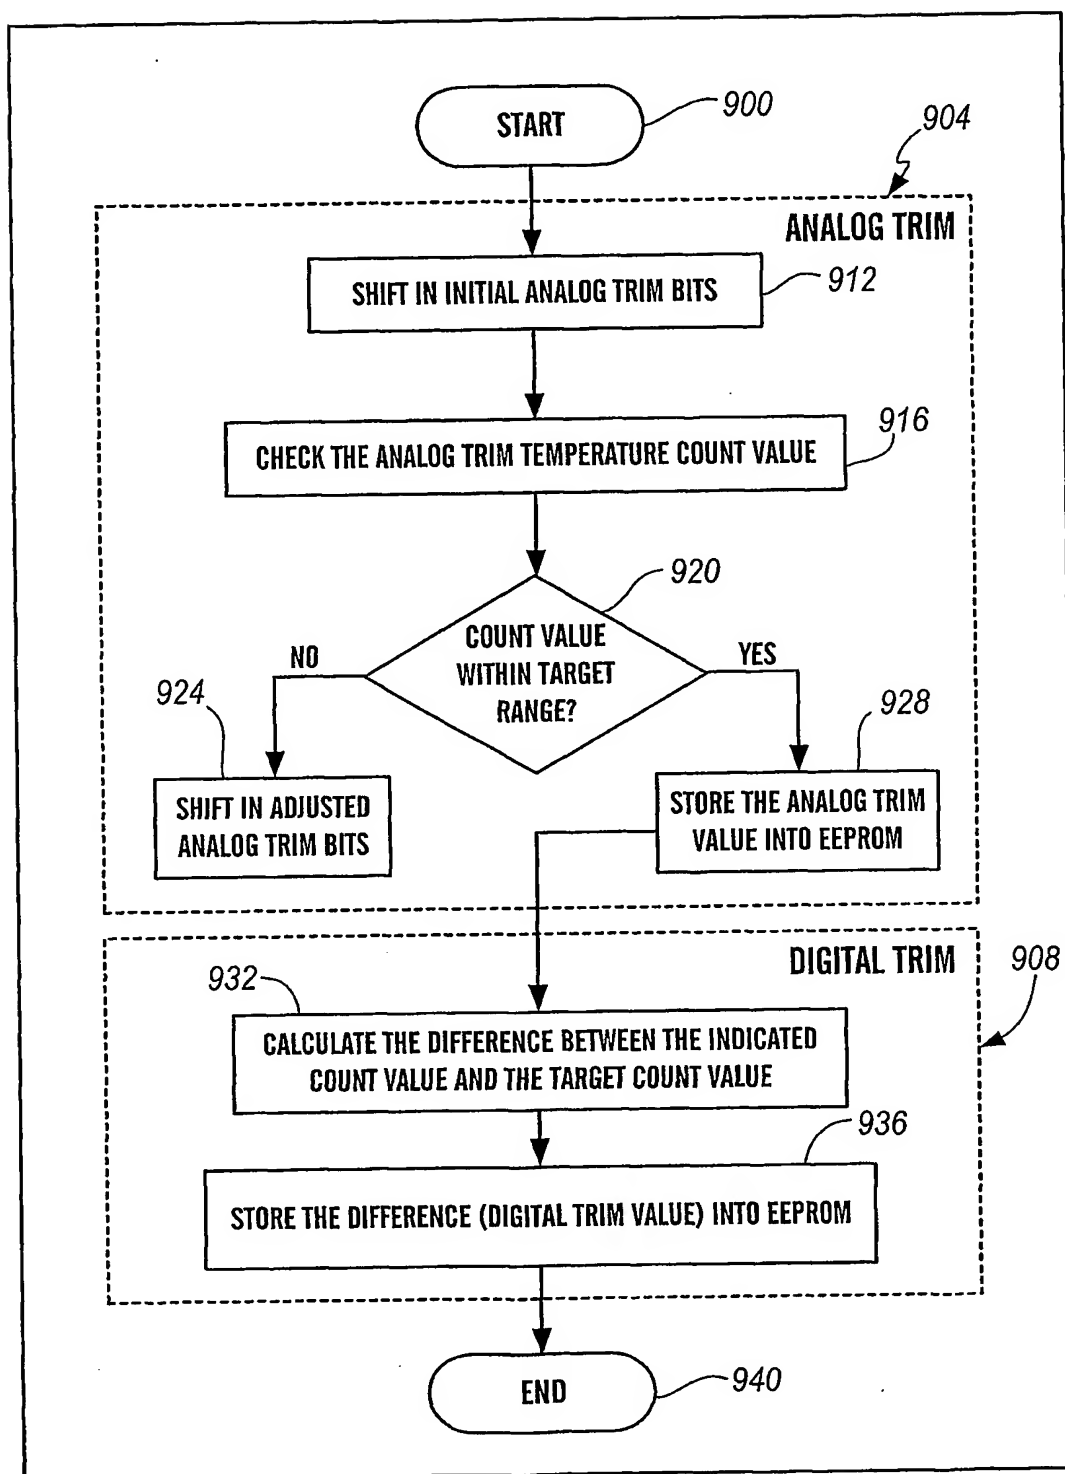 START
900
904
ANALOG TRIM
SHIFT IN INITIAL ANALOG TRIM BITS
912
CHECK THE ANALOG TRIM TEMPERATURE COUNT VALUE
916
920
COUNT VALUE
WITHIN TARGET
RANGE?
NO
YES
924
SHIFT IN ADJUSTED
ANALOG TRIM BITS
928
STORE THE ANALOG TRIM
VALUE INTO EEPROM
DIGITAL TRIM
908
932
CALCULATE THE DIFFERENCE BETWEEN THE INDICATED
COUNT VALUE AND THE TARGET COUNT VALUE
936
STORE THE DIFFERENCE (DIGITAL TRIM VALUE) INTO EEPROM
END
940